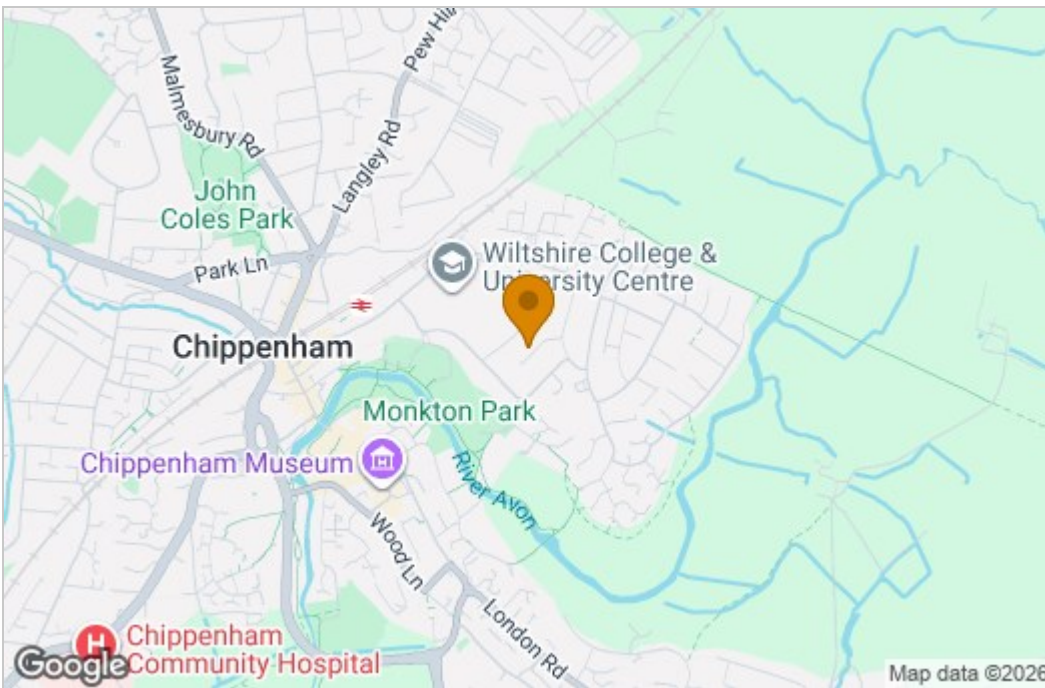 Pew Hil
Malmesbury Rd
Langley Rd
John
Coles Park
Park Ln
Wiltshire College &
University Centre
Chippenham
Monkton Park
Chippenham Museum
River Avon
Wood Ln
London Rd
H
Chippenham
Community Hospital
Google
Map data ©2026